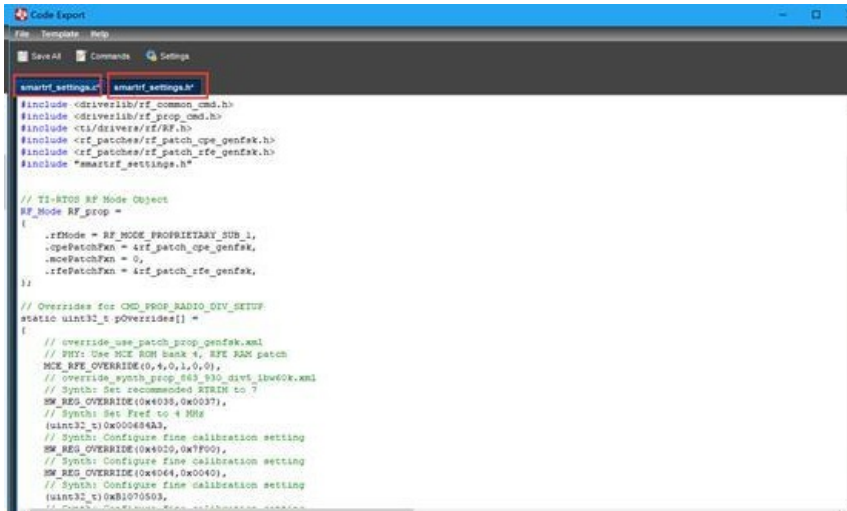 Code Export
File Template Help
Save All Commands Settings
smartrf_settings.c* smartrf_settings.h*
#include <driverlib/rf_common_cmd.h>
#include <driverlib/rf_prop_cmd.h>
#include <ti/drivers/rf/RF.h>
#include <rf_patches/rf_patch_cpe_genfsk.h>
#include <rf_patches/rf_patch_rfe_genfsk.h>
#include "smartrf_settings.h"
// TI-RTOS RF Mode Object
RF_Mode RF_prop =
{
.rfMode = RF_MODE_PROPRIETARY_SUB_1,
.cpePatchFxn = &rf_patch_cpe_genfsk,
.mcePatchFxn = 0,
.rfePatchFxn = &rf_patch_rfe_genfsk,
};
// Overrides for CMD_PROP_RADIO_DIV_SETUP
static uint32_t pOverrides[] =
{
// override_use_patch_prop_genfsk.xml
// PHY: Use MCE ROM bank 4, RFE RAM patch
MCE_RFE_OVERRIDE(0,4,0,1,0,0),
// override_synth_prop_863_930_div5_lbw60k.xml
// Synth: Set recommended RTRIM to 7
HW_REG_OVERRIDE(0x4038,0x0037),
// Synth: Set Fref to 4 MHz
(uint32_t)0x000684A3,
// Synth: Configure fine calibration setting
HW_REG_OVERRIDE(0x4020,0x7F00),
// Synth: Configure fine calibration setting
HW_REG_OVERRIDE(0x4064,0x0040),
// Synth: Configure fine calibration setting
(uint32_t)0xB1070503,
// Synth: Configure fine calibration setting